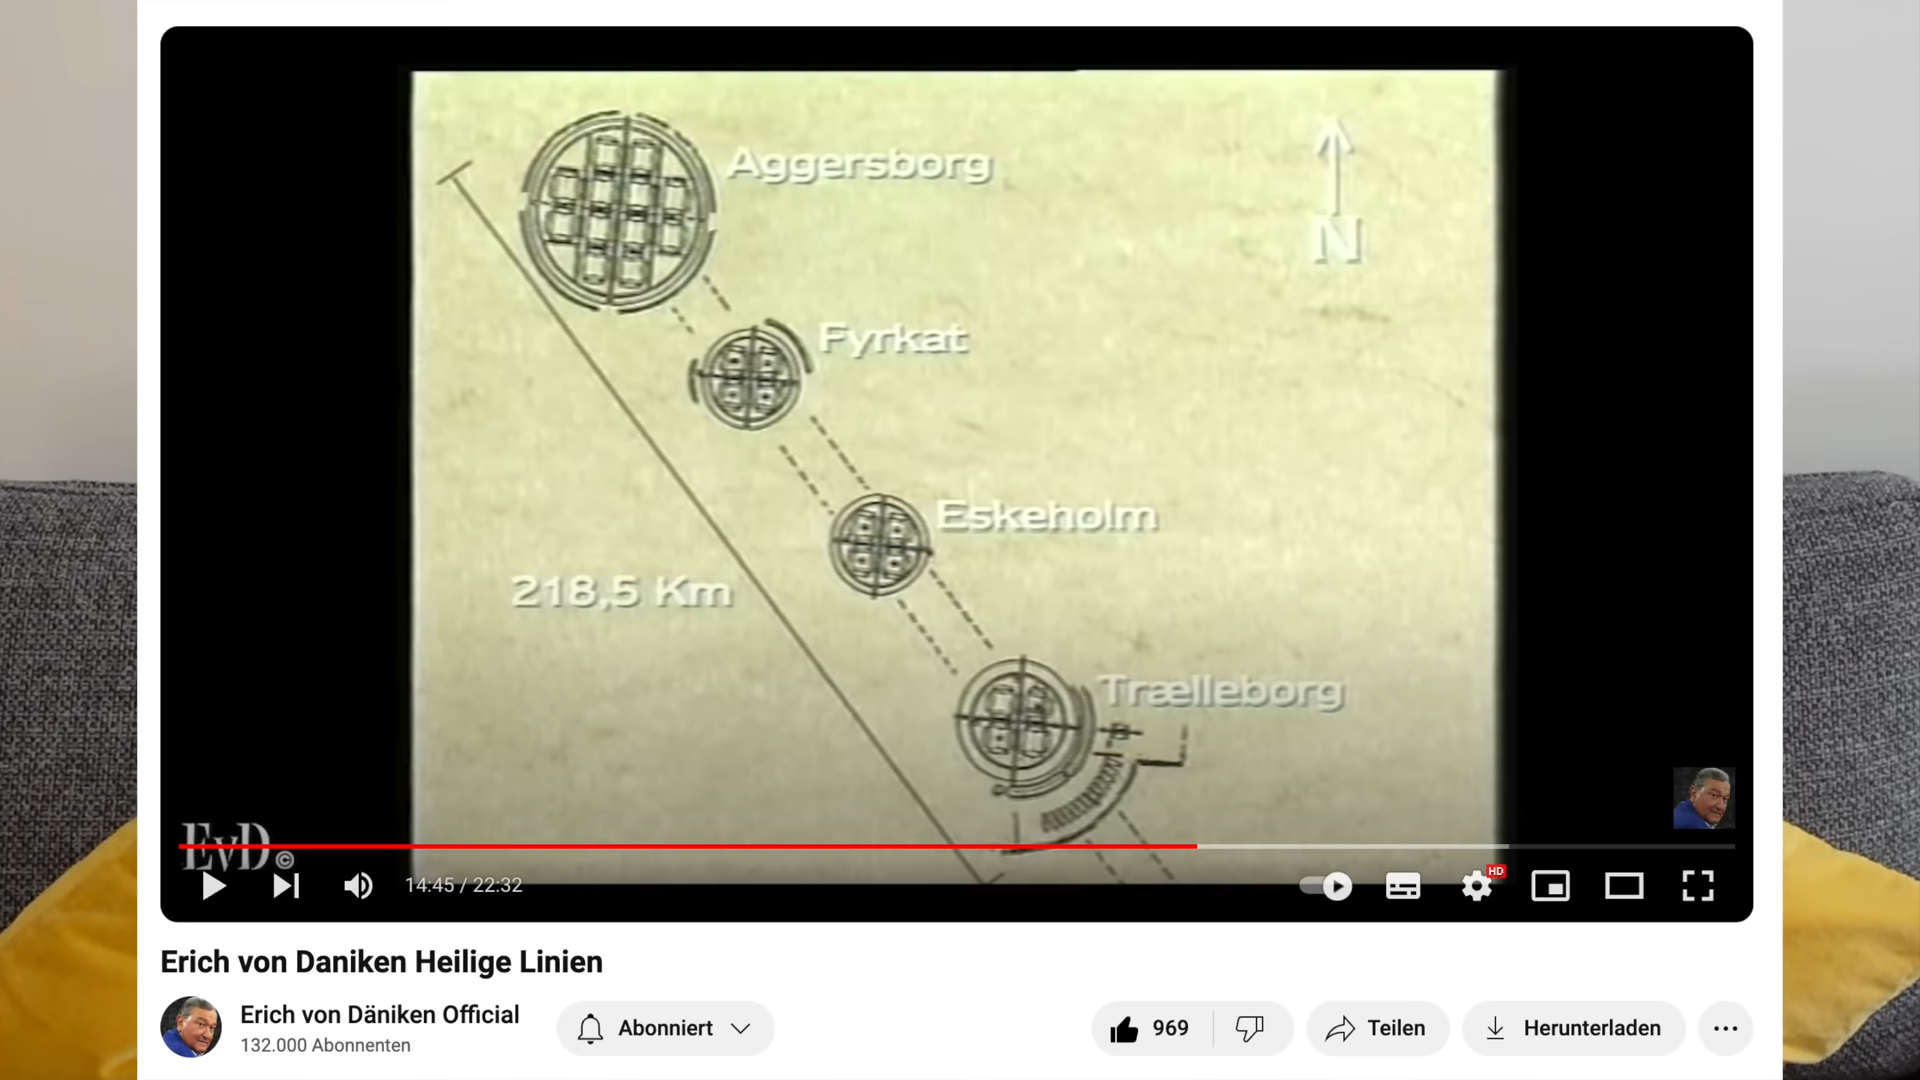 Aggersborg
N
Fyrkat
Eskeholm
218,5 Km
Trælleborg
EvD ©
HD
14:45 / 22:32
Erich von Daniken Heilige Linien
Erich von Däniken Official
132.000 Abonnenten
Abonniert
969
Teilen
Herunterladen